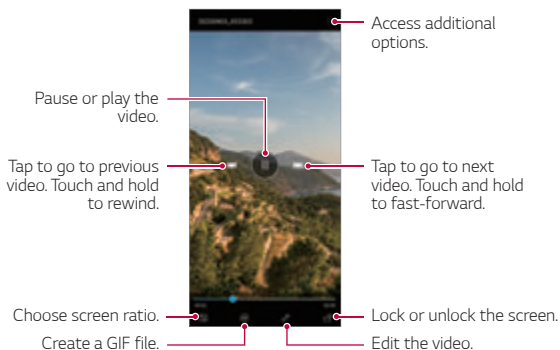 Access additional
options.
Pause or play the
video.
Tap to go to previous
video. Touch and hold
to rewind.
Tap to go to next
video. Touch and hold
to fast-forward.
Choose screen ratio.
Lock or unlock the screen.
Create a GIF file.
Edit the video.